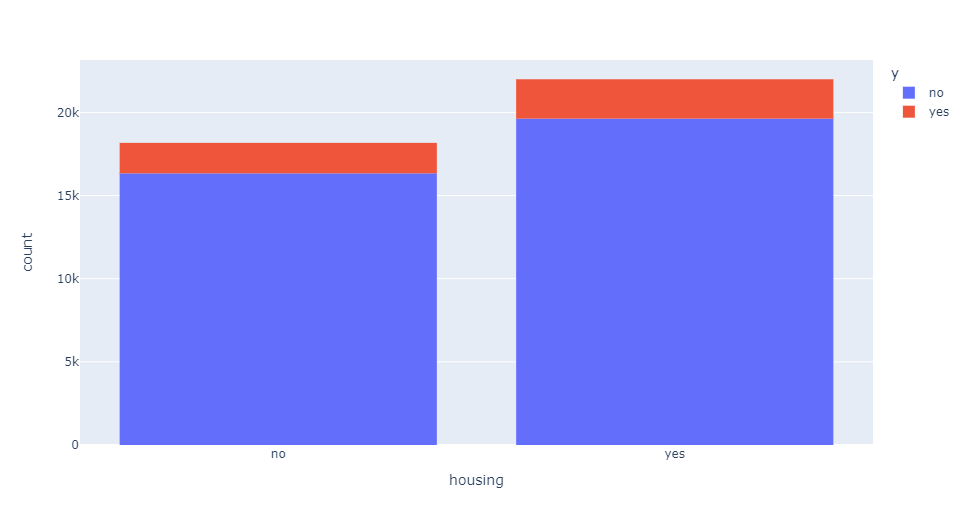 y
no
yes
20k
15k
10k
5k
0
count
no
yes
housing